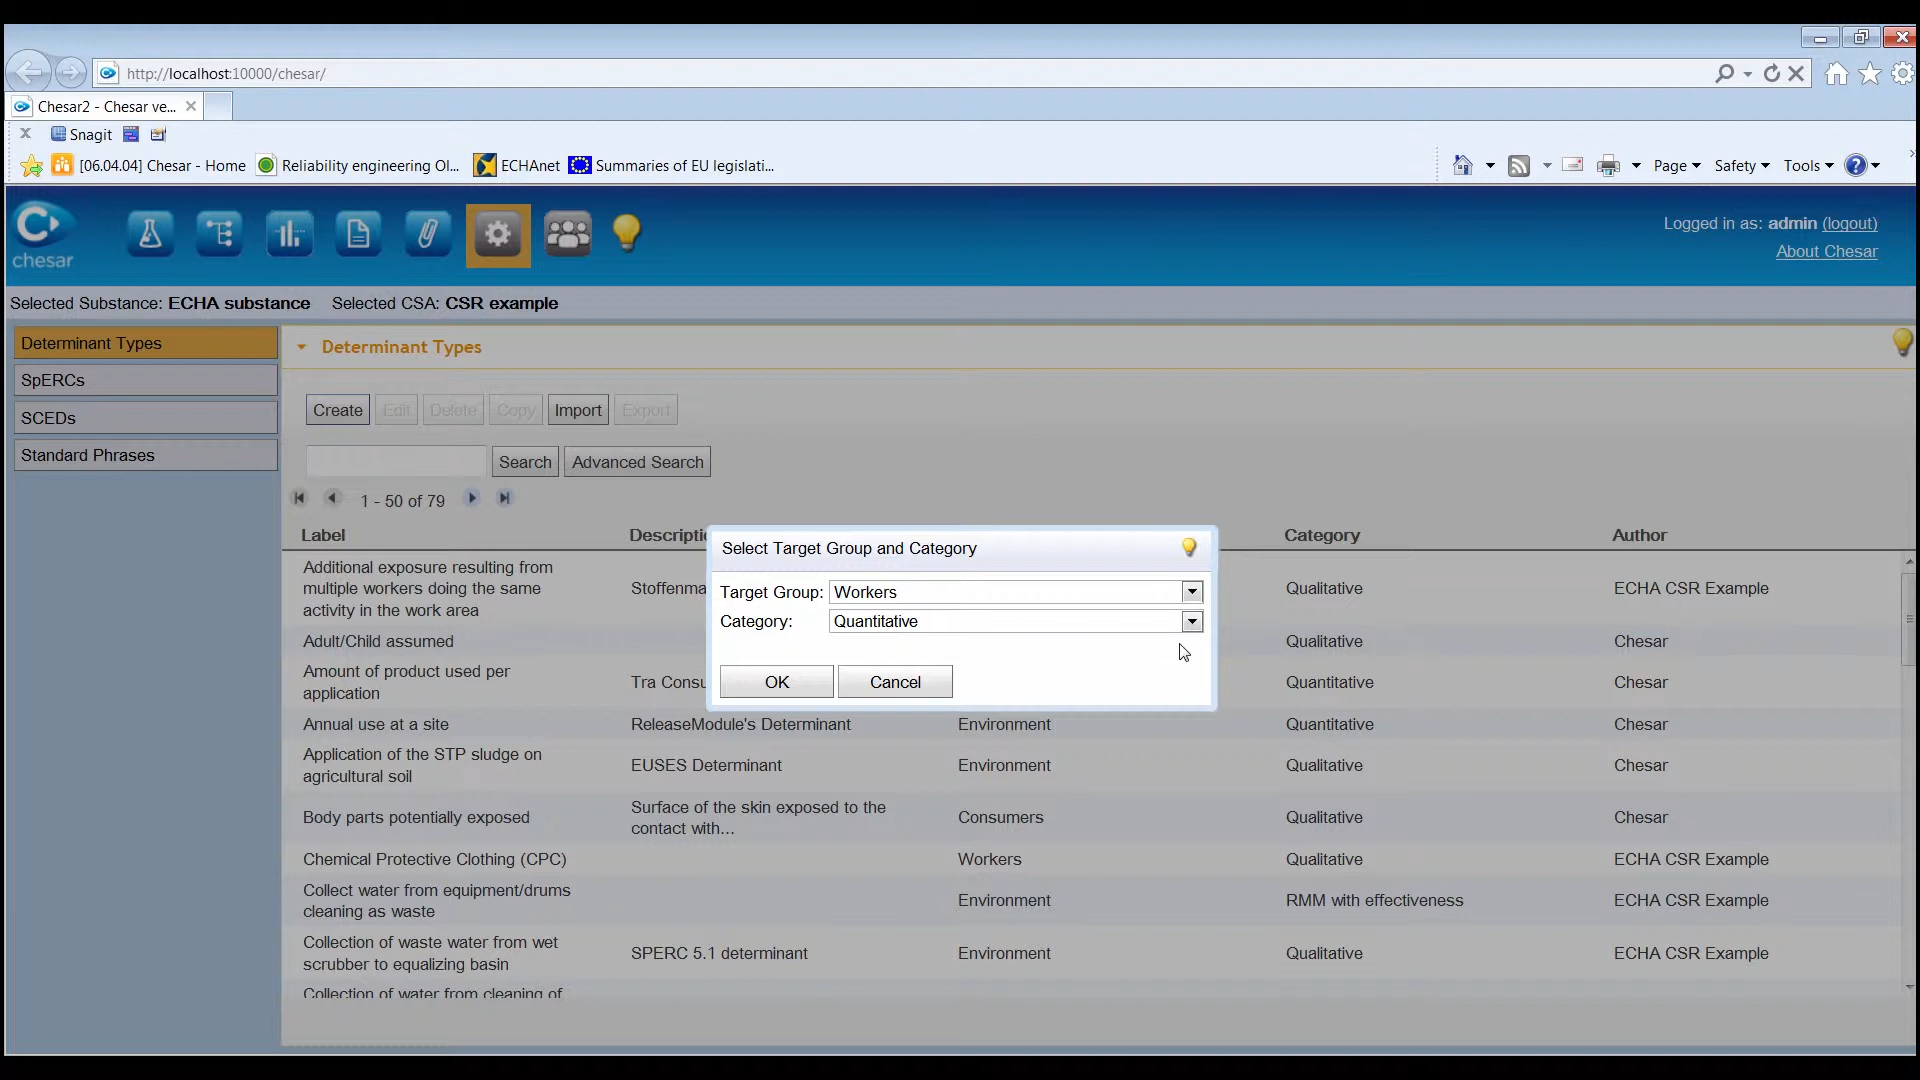 http://localhost:10000/chesar/
Chesar2 - Chesar ve...
Snagit
[06.04.04] Chesar - Home
Reliability engineering Ol...
ECHAnet
Summaries of EU legislati...
Page
Safety
Tools
chesar
Logged in as: admin (logout)
About Chesar
Selected Substance: ECHA substance Selected CSA: CSR example
Determinant Types
SpERCs
SCEDs
Standard Phrases
Determinant Types
Create Edit Delete Copy Import Export
Search Advanced Search
1 - 50 of 79
Label Descripti Category Author
Additional exposure resulting from
multiple workers doing the same
activity in the work area
Stoffenma
Qualitative
ECHA CSR Example
Adult/Child assumed
Qualitative
Chesar
Amount of product used per
application
Tra Consu
Quantitative
Chesar
Annual use at a site
ReleaseModule's Determinant
Environment
Quantitative
Chesar
Application of the STP sludge on
agricultural soil
EUSES Determinant
Environment
Qualitative
Chesar
Body parts potentially exposed
Surface of the skin exposed to the
contact with...
Consumers
Qualitative
Chesar
Chemical Protective Clothing (CPC)
Workers
Qualitative
ECHA CSR Example
Collect water from equipment/drums
cleaning as waste
Environment
RMM with effectiveness
ECHA CSR Example
Collection of waste water from wet
scrubber to equalizing basin
SPERC 5.1 determinant
Environment
Qualitative
ECHA CSR Example
Collection of water from cleaning of
Select Target Group and Category
Target Group: Workers
Category: Quantitative
OK Cancel